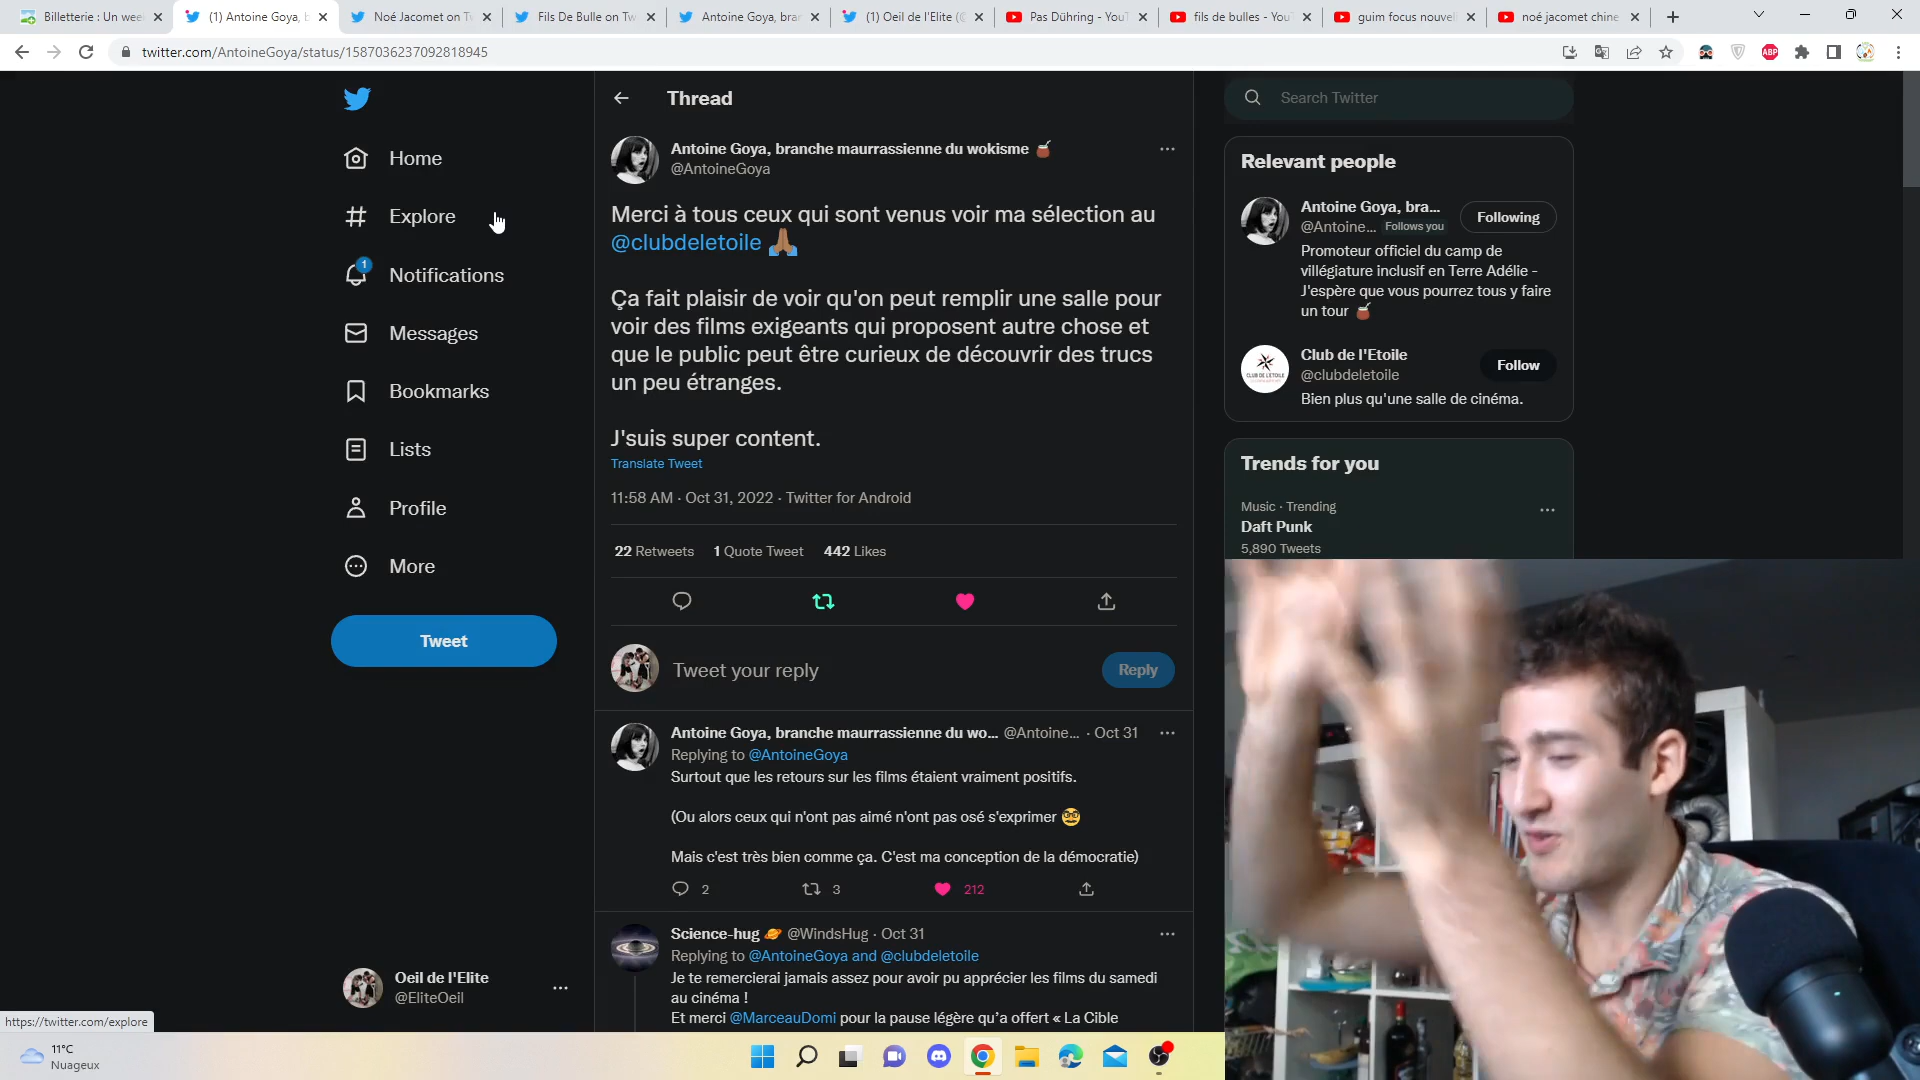 Billetterie : Un wee
(1) Antoine Goya, b
Noé Jacomet on T
Fils De Bulle on Tw
Antoine Goya, bra
(1) Oeil de l'Elite (@
Pas Dühring - YouT
fils de bulles - YouT
guim focus nouvel
noé jacomet chine
twitter.com/AntoineGoya/status/1587036237092818945
ABP
Home
Explore
1
Notifications
Messages
Bookmarks
Lists
Profile
More
Tweet
Oeil de l'Elite
@EliteOeil
https://twitter.com/explore
Thread
Antoine Goya, branche maurrassienne du wokisme 🧉
@AntoineGoya
Merci à tous ceux qui sont venus voir ma sélection au
@clubdeletoile 🙏🏽
Ça fait plaisir de voir qu'on peut remplir une salle pour
voir des films exigeants qui proposent autre chose et
que le public peut être curieux de découvrir des trucs
un peu étranges.
J'suis super content.
Translate Tweet
11:58 AM · Oct 31, 2022 · Twitter for Android
22 Retweets 1 Quote Tweet 442 Likes
Tweet your reply
Reply
Antoine Goya, branche maurrassienne du wo... @Antoine... · Oct 31
Replying to @AntoineGoya
Surtout que les retours sur les films étaient vraiment positifs.
(Ou alors ceux qui n'ont pas aimé n'ont pas osé s'exprimer 🥸
Mais c'est très bien comme ça. C'est ma conception de la démocratie)
2 3 212
Science-hug 🪐 @WindsHug · Oct 31
Replying to @AntoineGoya and @clubdeletoile
Je te remercierai jamais assez pour avoir pu apprécier les films du samedi
au cinéma !
Et merci @MarceauDomi pour la pause légère qu'a offert « La Cible
Search Twitter
Relevant people
Antoine Goya, bra...
@Antoine... Follows you
Following
Promoteur officiel du camp de
villégiature inclusif en Terre Adélie -
J'espère que vous pourrez tous y faire
un tour 🧉
CLUB DE L'ETOILE
Club de l'Etoile
@clubdeletoile
Follow
Bien plus qu'une salle de cinéma.
Trends for you
Music · Trending
Daft Punk
5,890 Tweets
11°C
Nuageux